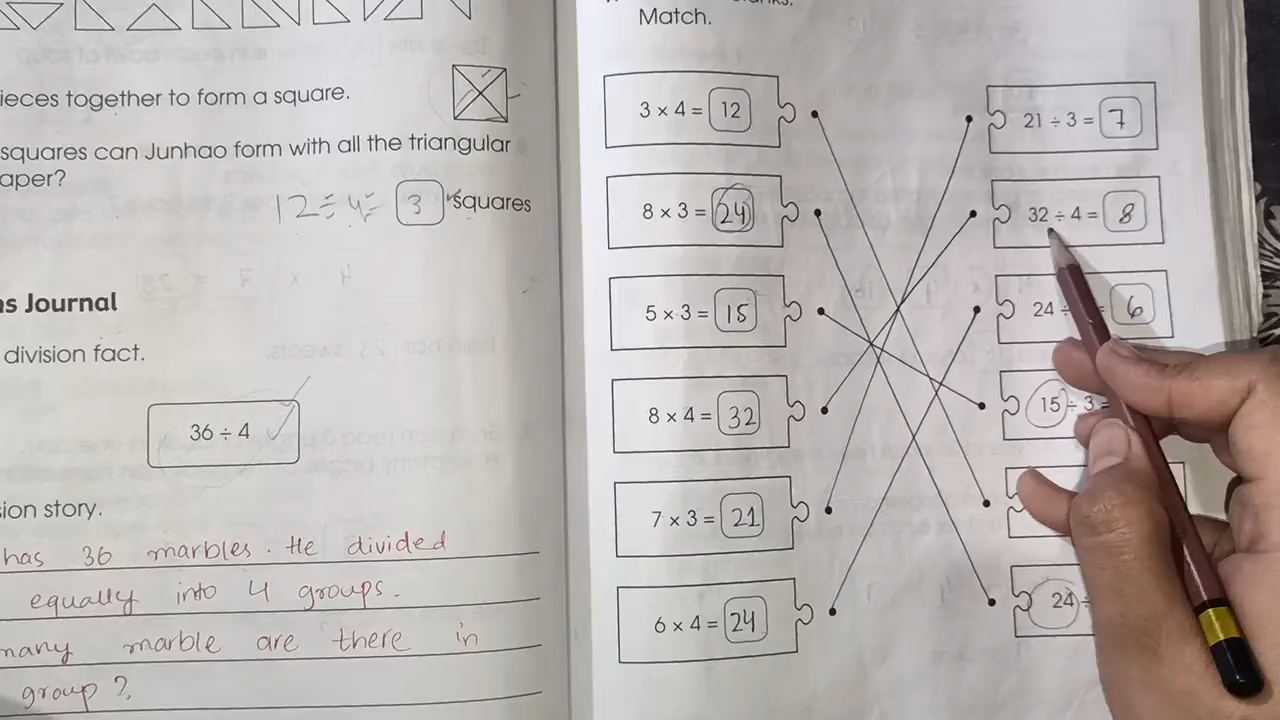 ieces together to form a square.
squares can Junhao form with all the triangular
aper?
12 ÷ 4 = 3 squares
s Journal
division fact.
36 ÷ 4
ion story.
has 36 marbles. He divided
equally into 4 groups.
many marble are there in
group?
Match.
3 × 4 = 12
8 × 3 = 24
5 × 3 = 15
8 × 4 = 32
7 × 3 = 21
6 × 4 = 24
21 ÷ 3 = 7
32 ÷ 4 = 8
24 ÷ = 6
15 ÷ 3 =
24 ÷